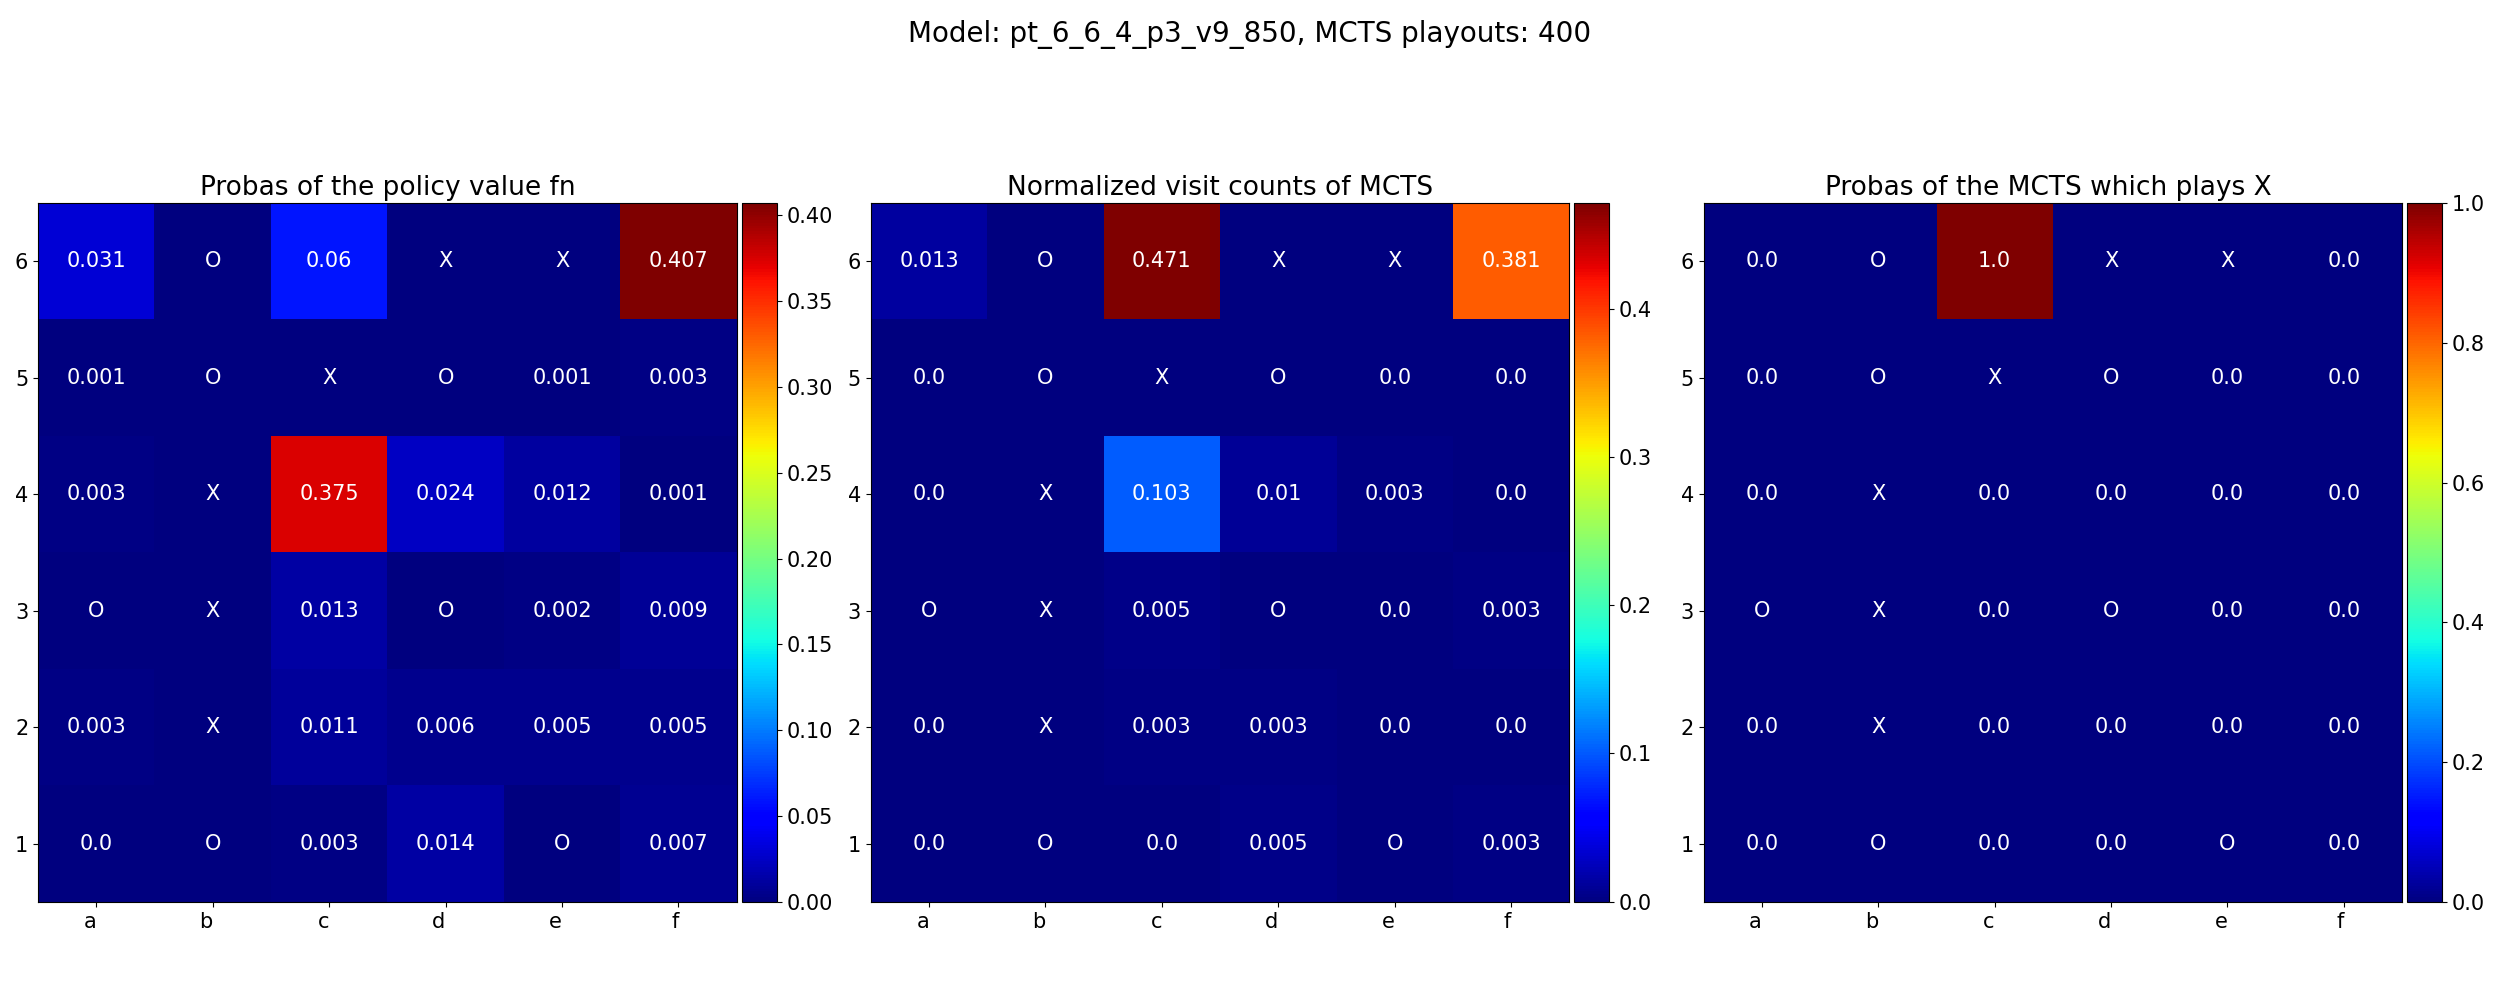 Model: pt_6_6_4_p3_v9_850, MCTS playouts: 400
Probas of the policy value fn
6 0.031 O 0.06 X X 0.407
5 0.001 O X O 0.001 0.003
4 0.003 X 0.375 0.024 0.012 0.001
3 O X 0.013 O 0.002 0.009
2 0.003 X 0.011 0.006 0.005 0.005
1 0.0 O 0.003 0.014 O 0.007
a b c d e f
0.40
0.35
0.30
0.25
0.20
0.15
0.10
0.05
0.00
Normalized visit counts of MCTS
6 0.013 O 0.471 X X 0.381
5 0.0 O X O 0.0 0.0
4 0.0 X 0.103 0.01 0.003 0.0
3 O X 0.005 O 0.0 0.003
2 0.0 X 0.003 0.003 0.0 0.0
1 0.0 O 0.0 0.005 O 0.003
a b c d e f
0.4
0.3
0.2
0.1
0.0
Probas of the MCTS which plays X
6 0.0 O 1.0 X X 0.0
5 0.0 O X O 0.0 0.0
4 0.0 X 0.0 0.0 0.0 0.0
3 O X 0.0 O 0.0 0.0
2 0.0 X 0.0 0.0 0.0 0.0
1 0.0 O 0.0 0.0 O 0.0
a b c d e f
1.0
0.8
0.6
0.4
0.2
0.0